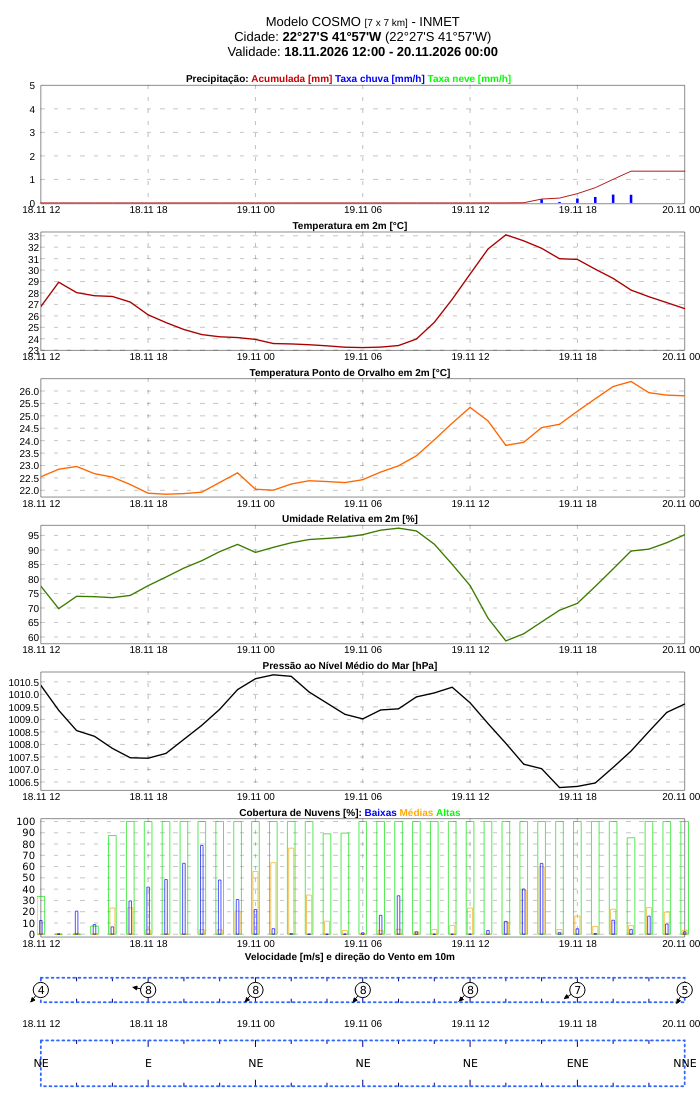 Modelo COSMO [7 x 7 km] - INMET
Cidade: 22°27'S 41°57'W (22°27'S 41°57'W)
Validade: 18.11.2026 12:00 - 20.11.2026 00:00
Precipitação: Acumulada [mm] Taxa chuva [mm/h] Taxa neve [mm/h]
5
4
3
2
1
0
18.11 12 18.11 18 19.11 00 19.11 06 19.11 12 19.11 18 20.11 00
Temperatura em 2m [°C]
33
32
31
30
29
28
27
26
25
24
23
18.11 12 18.11 18 19.11 00 19.11 06 19.11 12 19.11 18 20.11 00
Temperatura Ponto de Orvalho em 2m [°C]
26.0
25.5
25.0
24.5
24.0
23.5
23.0
22.5
22.0
18.11 12 18.11 18 19.11 00 19.11 06 19.11 12 19.11 18 20.11 00
Umidade Relativa em 2m [%]
95
90
85
80
75
70
65
60
18.11 12 18.11 18 19.11 00 19.11 06 19.11 12 19.11 18 20.11 00
Pressão ao Nível Médio do Mar [hPa]
1010.5
1010.0
1009.5
1009.0
1008.5
1008.0
1007.5
1007.0
1006.5
18.11 12 18.11 18 19.11 00 19.11 06 19.11 12 19.11 18 20.11 00
Cobertura de Nuvens [%]: Baixas Médias Altas
100
90
80
70
60
50
40
30
20
10
0
18.11 12 18.11 18 19.11 00 19.11 06 19.11 12 19.11 18 20.11 00
Velocidade [m/s] e direção do Vento em 10m
4 8 8 8 8 7 5
18.11 12 18.11 18 19.11 00 19.11 06 19.11 12 19.11 18 20.11 00
NE E NE NE NE ENE NNE